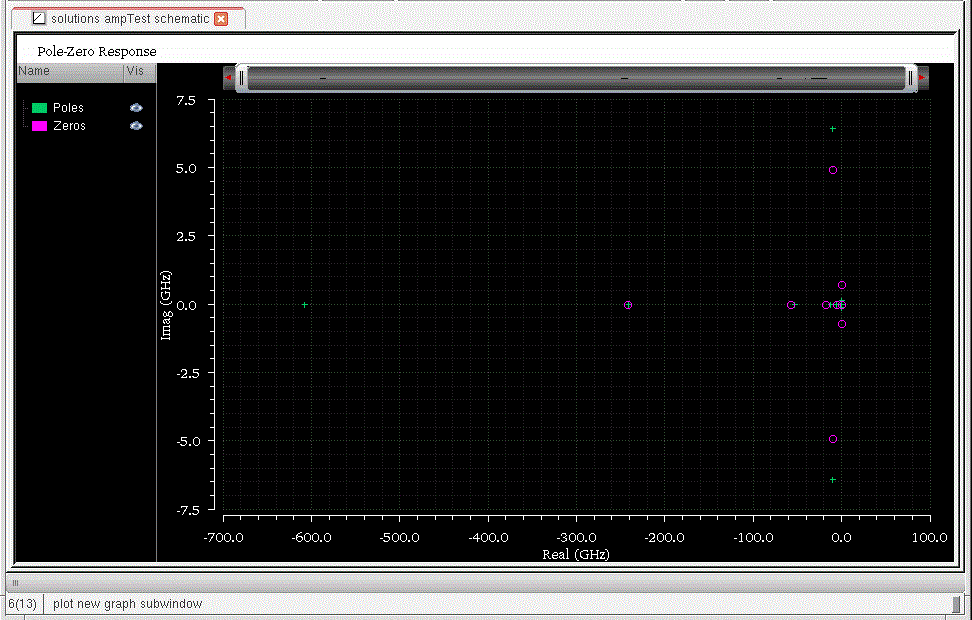 solutions ampTest schematic
Pole-Zero Response
Name Vis
Poles
Zeros
7.5
5.0
2.5
0.0
-2.5
-5.0
-7.5
Imag (GHz)
-700.0 -600.0 -500.0 -400.0 -300.0 -200.0 -100.0 0.0 100.0
Real (GHz)
6(13) plot new graph subwindow